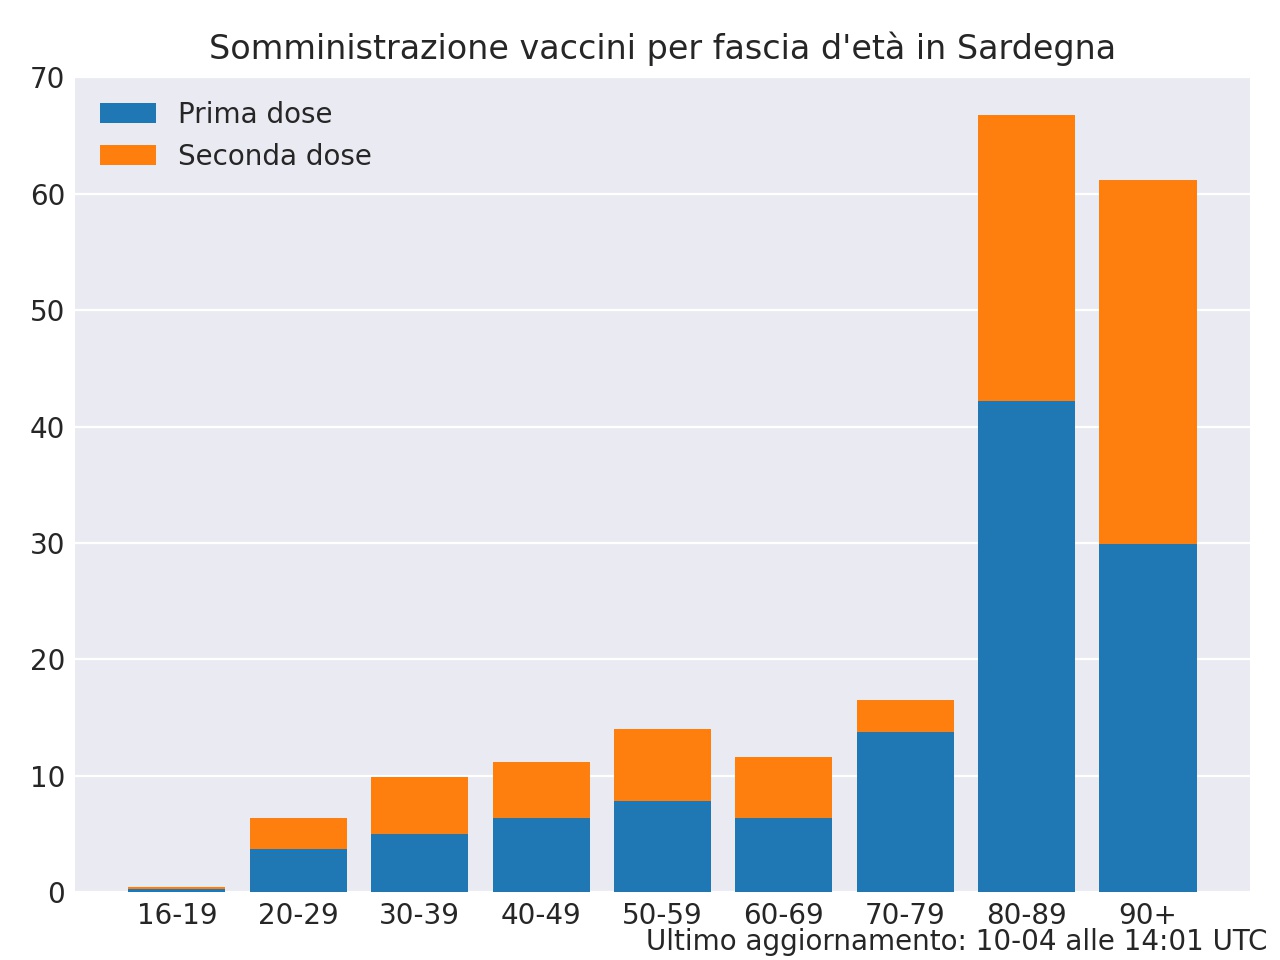 Somministrazione vaccini per fascia d'età in Sardegna
70
Prima dose
Seconda dose
60
50
40
30
20
10
0
16-19 20-29 30-39 40-49 50-59 60-69 70-79 80-89 90+
Ultimo aggiornamento: 10-04 alle 14:01 UTC